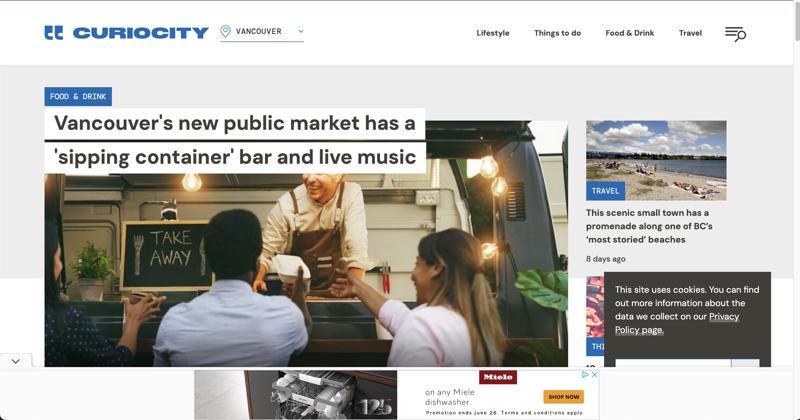 CURIOCITY
VANCOUVER
Lifestyle
Things to do
Food & Drink
Travel
FOOD & DRINK
Vancouver's new public market has a
'sipping container' bar and live music
TAKE
AWAY
TRAVEL
This scenic small town has a
promenade along one of BC's
'most storied' beaches
8 days ago
This site uses cookies. You can find
out more information about the
data we collect on our Privacy
Policy page.
THI
Miele
on any Miele
dishwasher.
SHOP NOW
Promotion ends June 26. Terms and conditions apply.
125